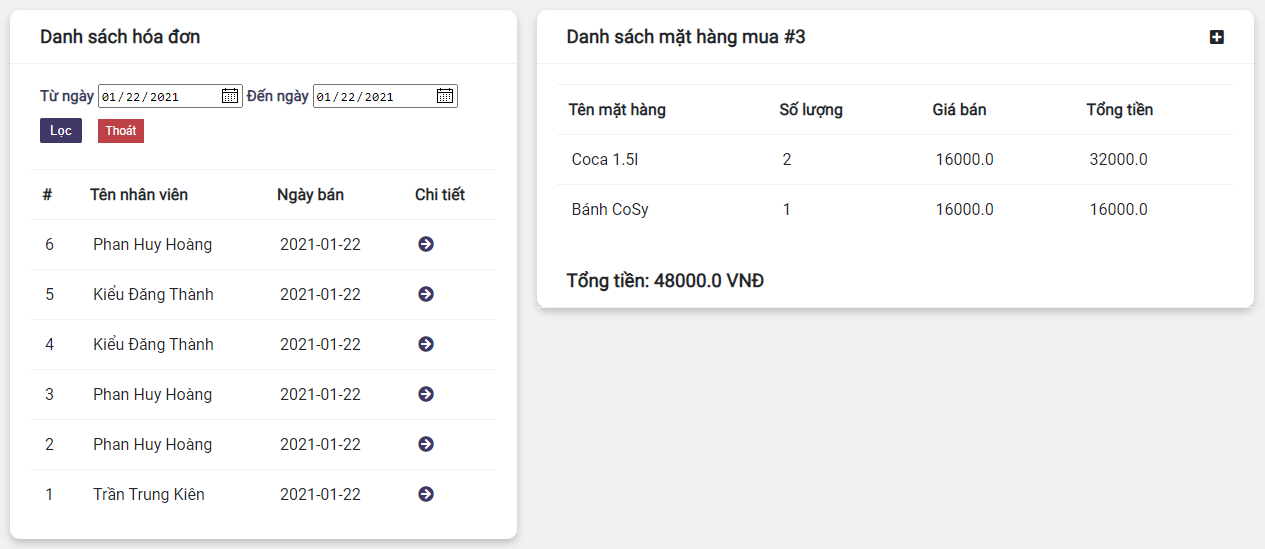 Danh sách hóa đơn
Từ ngày 01/22/2021 Đến ngày 01/22/2021
Lọc Thoát
# Tên nhân viên Ngày bán Chi tiết
6 Phan Huy Hoàng 2021-01-22
5 Kiểu Đăng Thành 2021-01-22
4 Kiểu Đăng Thành 2021-01-22
3 Phan Huy Hoàng 2021-01-22
2 Phan Huy Hoàng 2021-01-22
1 Trần Trung Kiên 2021-01-22
Danh sách mặt hàng mua #3
Tên mặt hàng Số lượng Giá bán Tổng tiền
Coca 1.5l 2 16000.0 32000.0
Bánh CoSy 1 16000.0 16000.0
Tổng tiền: 48000.0 VNĐ